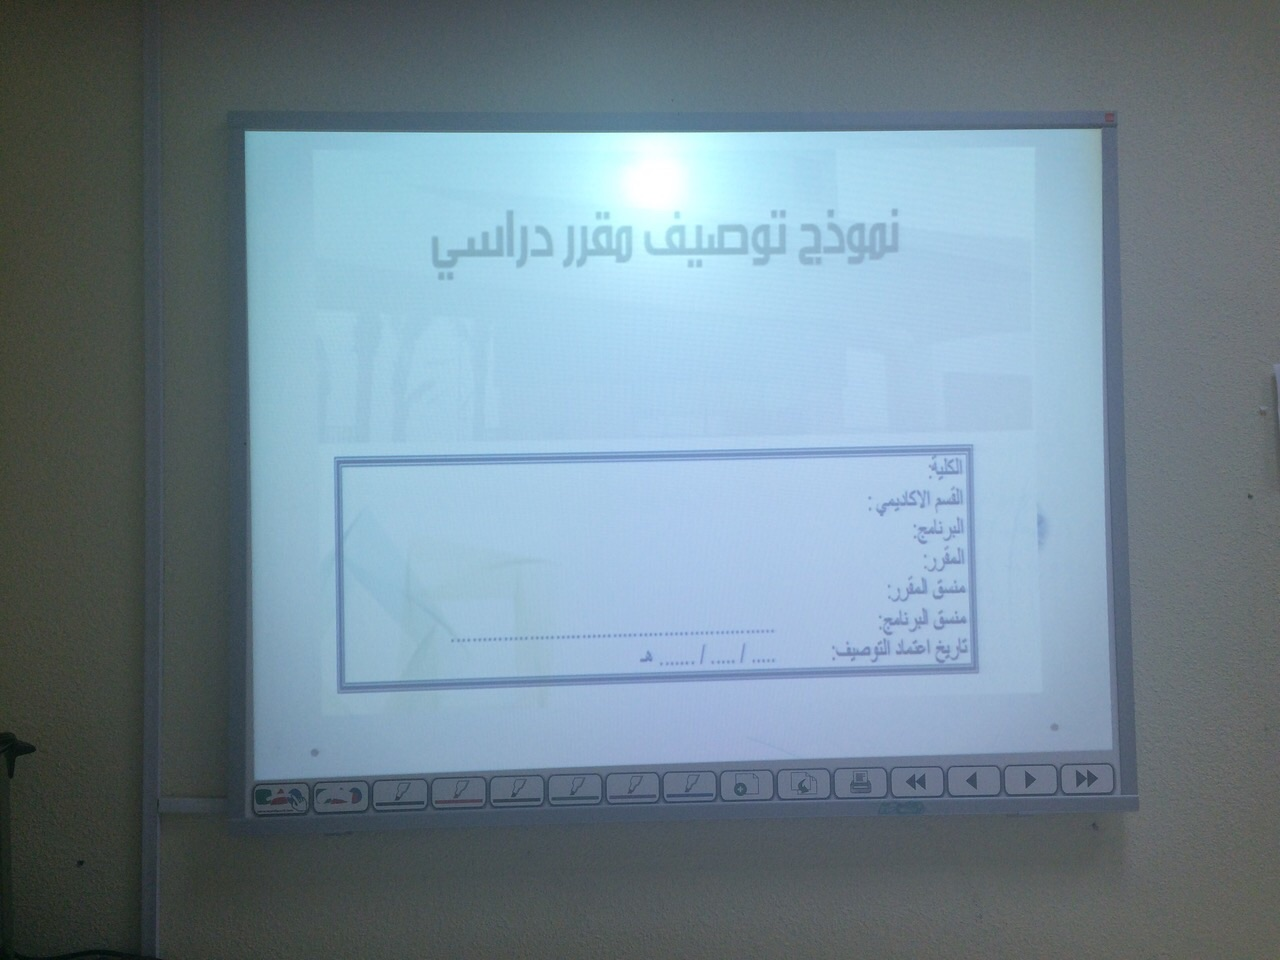 نموذج توصيف مقرر دراسي
الكلية:
القسم الاكاديمي :
البرنامج:
المقرر:
منسق المقرر:
منسق البرنامج: ............................................................
تاريخ اعتماد التوصيف: ..... / ..... / ....... هـ